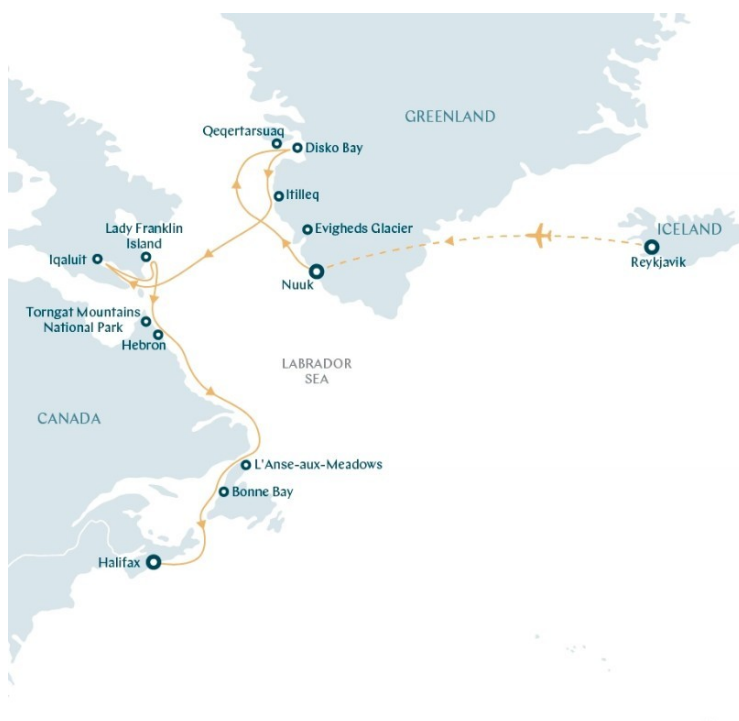 GREENLAND
Qeqertarsuaq
Disko Bay
Itilleq
Lady Franklin
Island
Evigheds Glacier
ICELAND
Iqaluit
Reykjavik
Nuuk
Torngat Mountains
National Park
Hebron
LABRADOR
SEA
CANADA
L'Anse-aux-Meadows
Bonne Bay
Halifax